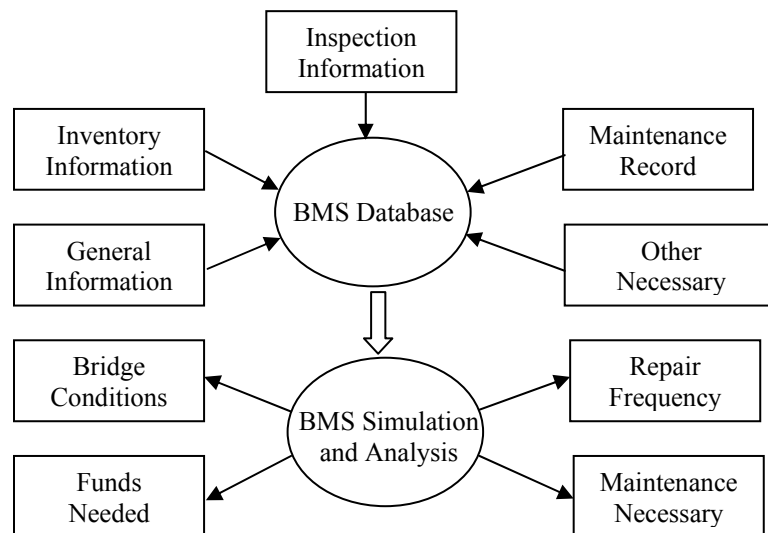 Inspection
Information
Inventory
Information
Maintenance
Record
BMS Database
General
Information
Other
Necessary
Bridge
Conditions
Repair
Frequency
BMS Simulation
and Analysis
Funds
Needed
Maintenance
Necessary